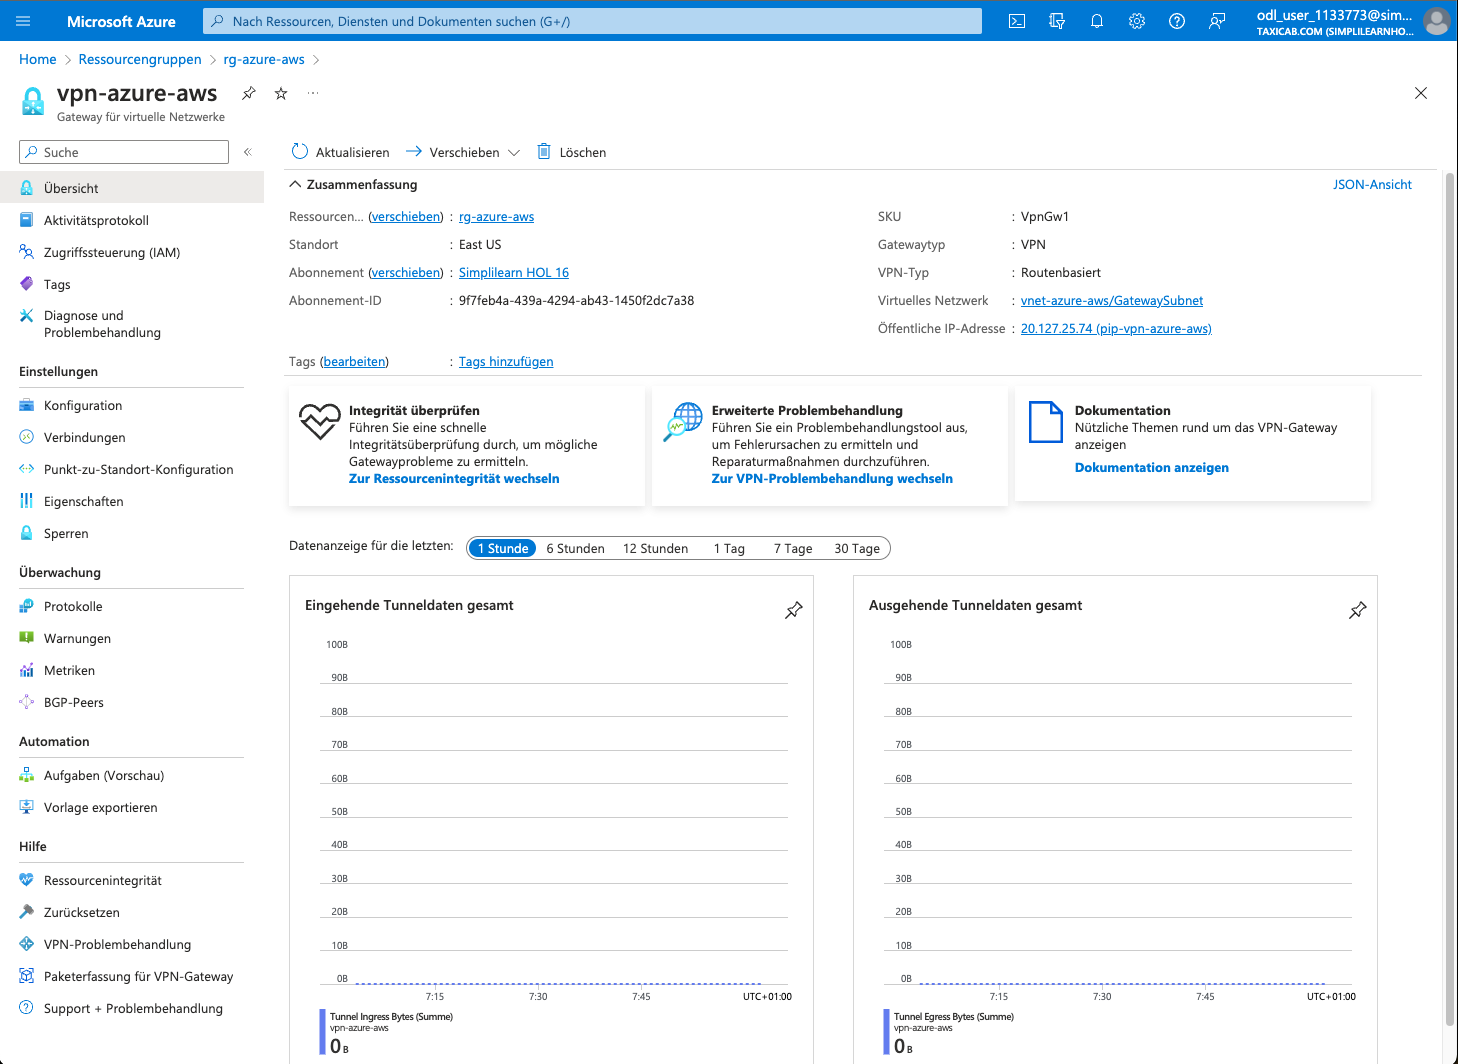 Microsoft Azure
Nach Ressourcen, Diensten und Dokumenten suchen (G+/)
odl_user_1133773@sim...
TAXICAB.COM (SIMPLILEARNHO...
Home > Ressourcengruppen > rg-azure-aws >
vpn-azure-aws
Gateway für virtuelle Netzwerke
Suche
Übersicht
Aktivitätsprotokoll
Zugriffssteuerung (IAM)
Tags
Diagnose und
Problembehandlung
Einstellungen
Konfiguration
Verbindungen
Punkt-zu-Standort-Konfiguration
Eigenschaften
Sperren
Überwachung
Protokolle
Warnungen
Metriken
BGP-Peers
Automation
Aufgaben (Vorschau)
Vorlage exportieren
Hilfe
Ressourcenintegrität
Zurücksetzen
VPN-Problembehandlung
Paketerfassung für VPN-Gateway
Support + Problembehandlung
Aktualisieren
Verschieben
Löschen
Zusammenfassung
JSON-Ansicht
Ressourcen... (verschieben) : rg-azure-aws
Standort : East US
Abonnement (verschieben) : Simplilearn HOL 16
Abonnement-ID : 9f7feb4a-439a-4294-ab43-1450f2dc7a38
SKU : VpnGw1
Gatewaytyp : VPN
VPN-Typ : Routenbasiert
Virtuelles Netzwerk : vnet-azure-aws/GatewaySubnet
Öffentliche IP-Adresse : 20.127.25.74 (pip-vpn-azure-aws)
Tags (bearbeiten) : Tags hinzufügen
Integrität überprüfen
Führen Sie eine schnelle
Integritätsüberprüfung durch, um mögliche
Gatewayprobleme zu ermitteln.
Zur Ressourcenintegrität wechseln
Erweiterte Problembehandlung
Führen Sie ein Problembehandlungstool aus,
um Fehlerursachen zu ermitteln und
Reparaturmaßnahmen durchzuführen.
Zur VPN-Problembehandlung wechseln
Dokumentation
Nützliche Themen rund um das VPN-Gateway
anzeigen
Dokumentation anzeigen
Datenanzeige für die letzten: 1 Stunde 6 Stunden 12 Stunden 1 Tag 7 Tage 30 Tage
Eingehende Tunneldaten gesamt
100B
90B
80B
70B
60B
50B
40B
30B
20B
10B
0B
7:15 7:30 7:45 UTC+01:00
Tunnel Ingress Bytes (Summe)
vpn-azure-aws
0 B
Ausgehende Tunneldaten gesamt
100B
90B
80B
70B
60B
50B
40B
30B
20B
10B
0B
7:15 7:30 7:45 UTC+01:00
Tunnel Egress Bytes (Summe)
vpn-azure-aws
0 B